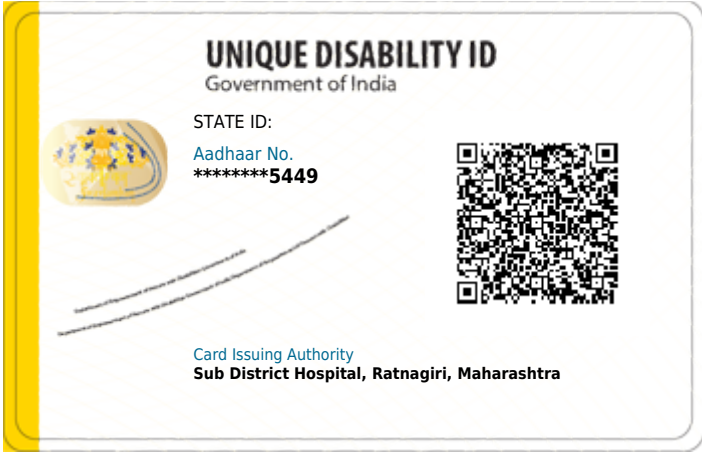 UNIQUE DISABILITY ID
Government of India
STATE ID:
Aadhaar No.
********5449
Card Issuing Authority
Sub District Hospital, Ratnagiri, Maharashtra